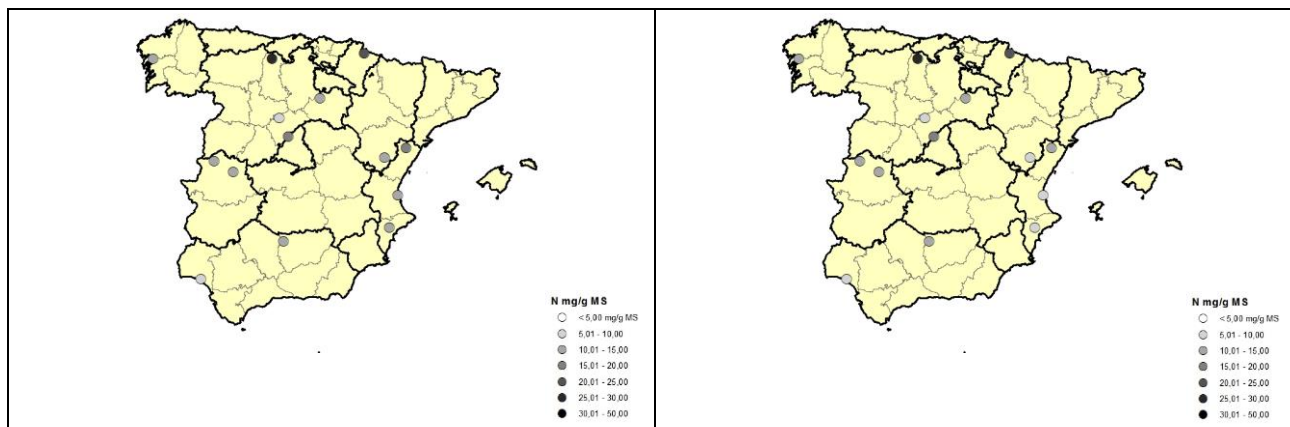 N mg/g MS
< 5,00 mg/g MS
5,01 - 10,00
10,01 - 15,00
15,01 - 20,00
20,01 - 25,00
25,01 - 30,00
30,01 - 50,00
N mg/g MS
< 5,00 mg/g MS
5,01 - 10,00
10,01 - 15,00
15,01 - 20,00
20,01 - 25,00
25,01 - 30,00
30,01 - 50,00